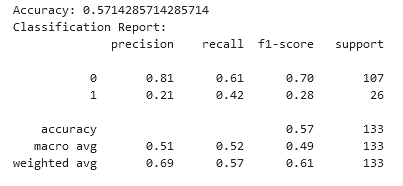 Accuracy: 0.5714285714285714
Classification Report:
              precision    recall  f1-score   support

           0       0.81      0.61      0.70       107
           1       0.21      0.42      0.28        26

    accuracy                           0.57       133
   macro avg       0.51      0.52      0.49       133
weighted avg       0.69      0.57      0.61       133